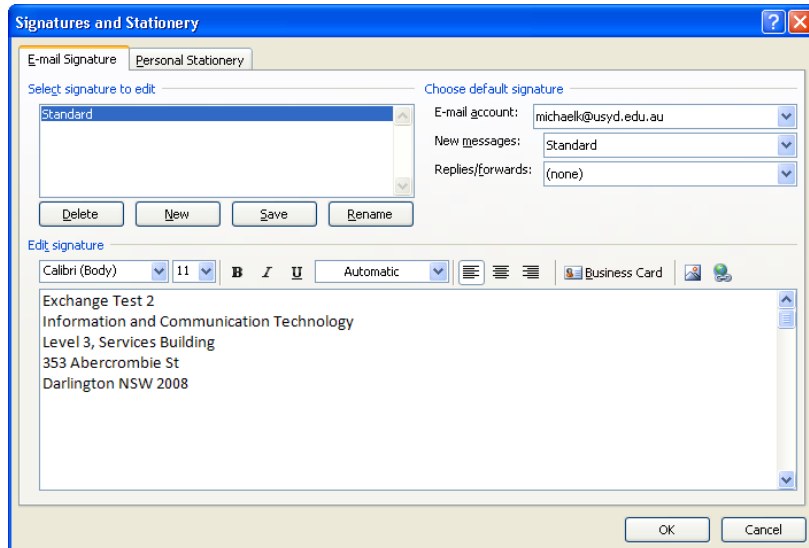 Signatures and Stationery
E-mail Signature Personal Stationery
Select signature to edit
Standard
Delete New Save Rename
Choose default signature
E-mail account: michaelk@usyd.edu.au
New messages: Standard
Replies/forwards: (none)
Edit signature
Calibri (Body) 11 B I U Automatic Business Card
Exchange Test 2
Information and Communication Technology
Level 3, Services Building
353 Abercrombie St
Darlington NSW 2008
OK Cancel